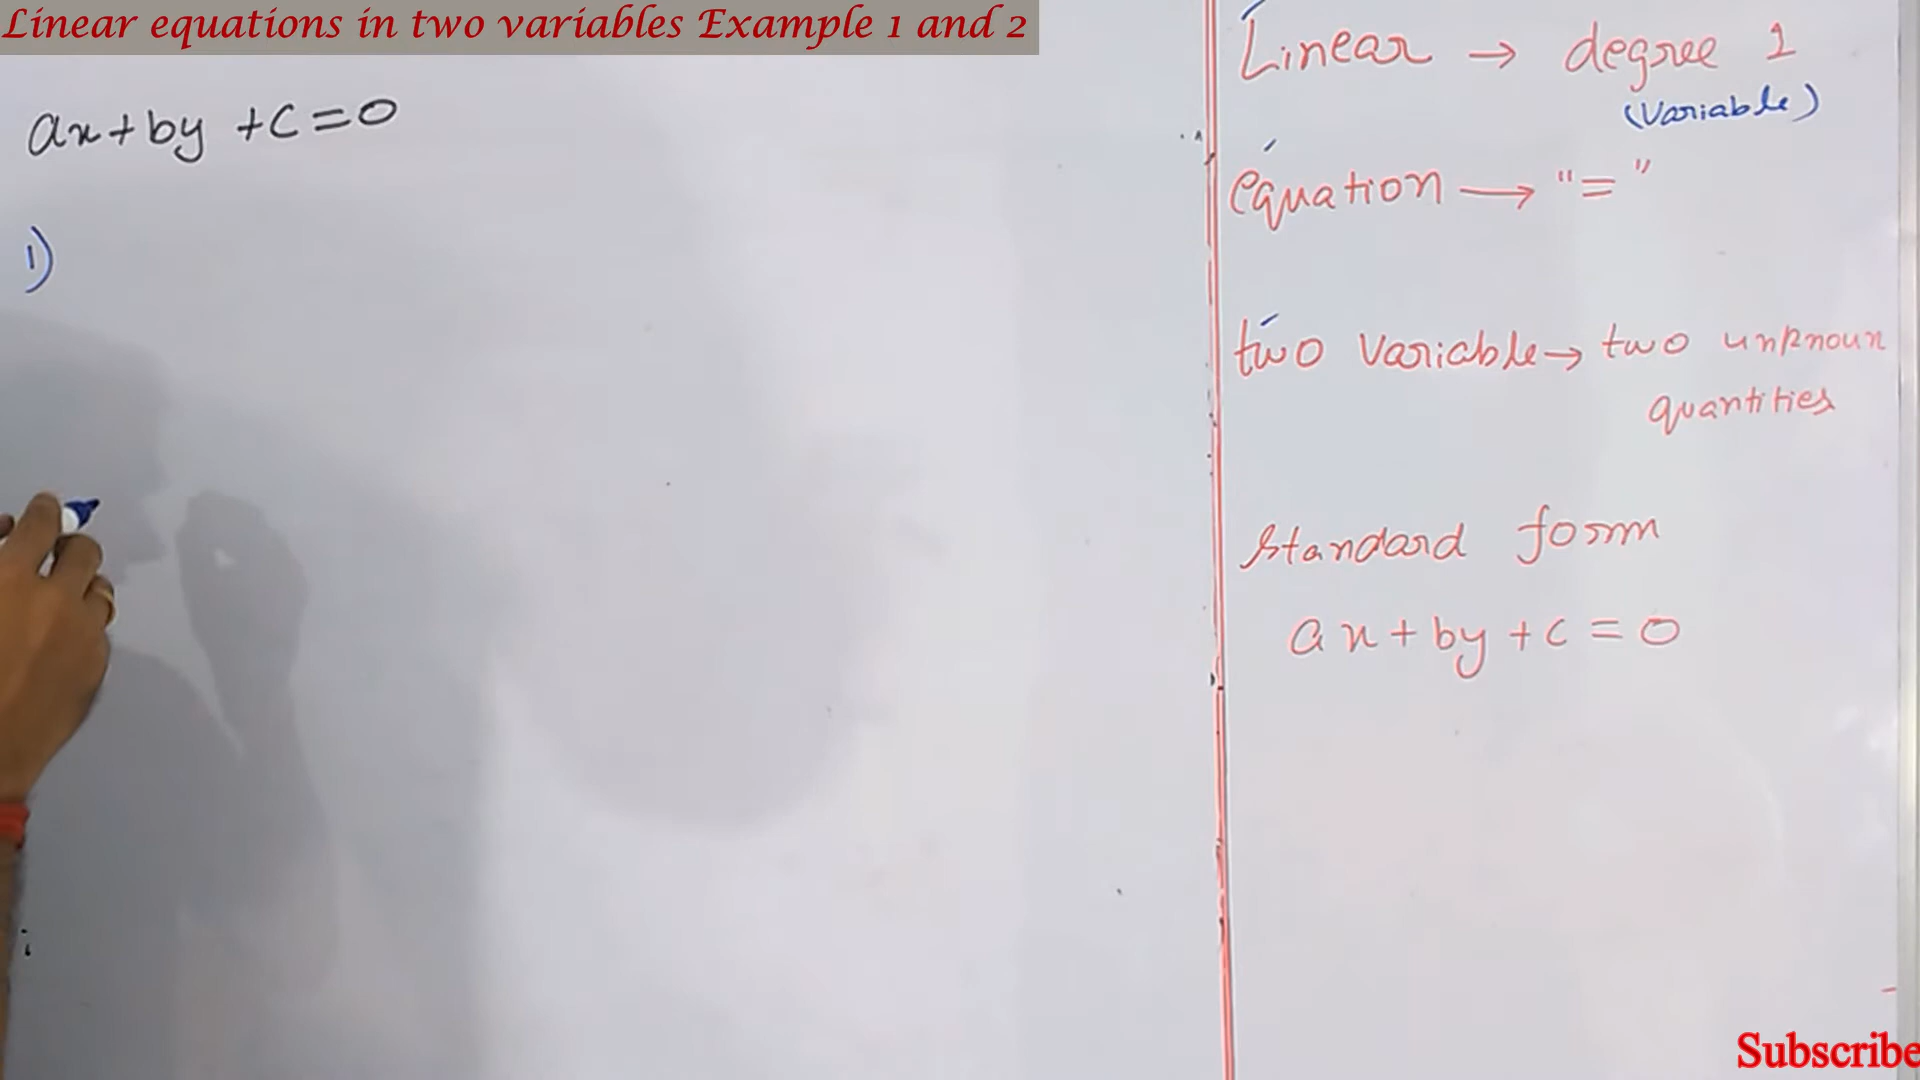 Linear equations in two variables Example 1 and 2
ax+by +c=0
1)
Linear → degree 1
(Variable)
equation → "="
two variable → two unknown
quantities
standard form
ax+by+c=0
Subscribe